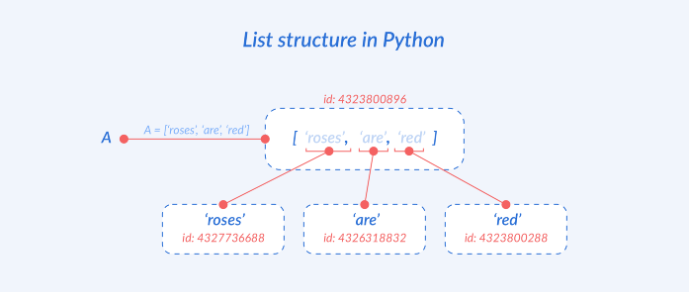 List structure in Python
id: 4323800896
A
A = ['roses', 'are', 'red']
[ ‘roses’, ‘are’, ‘red’ ]
‘roses’
id: 4327736688
‘are’
id: 4326318832
‘red’
id: 4323800288